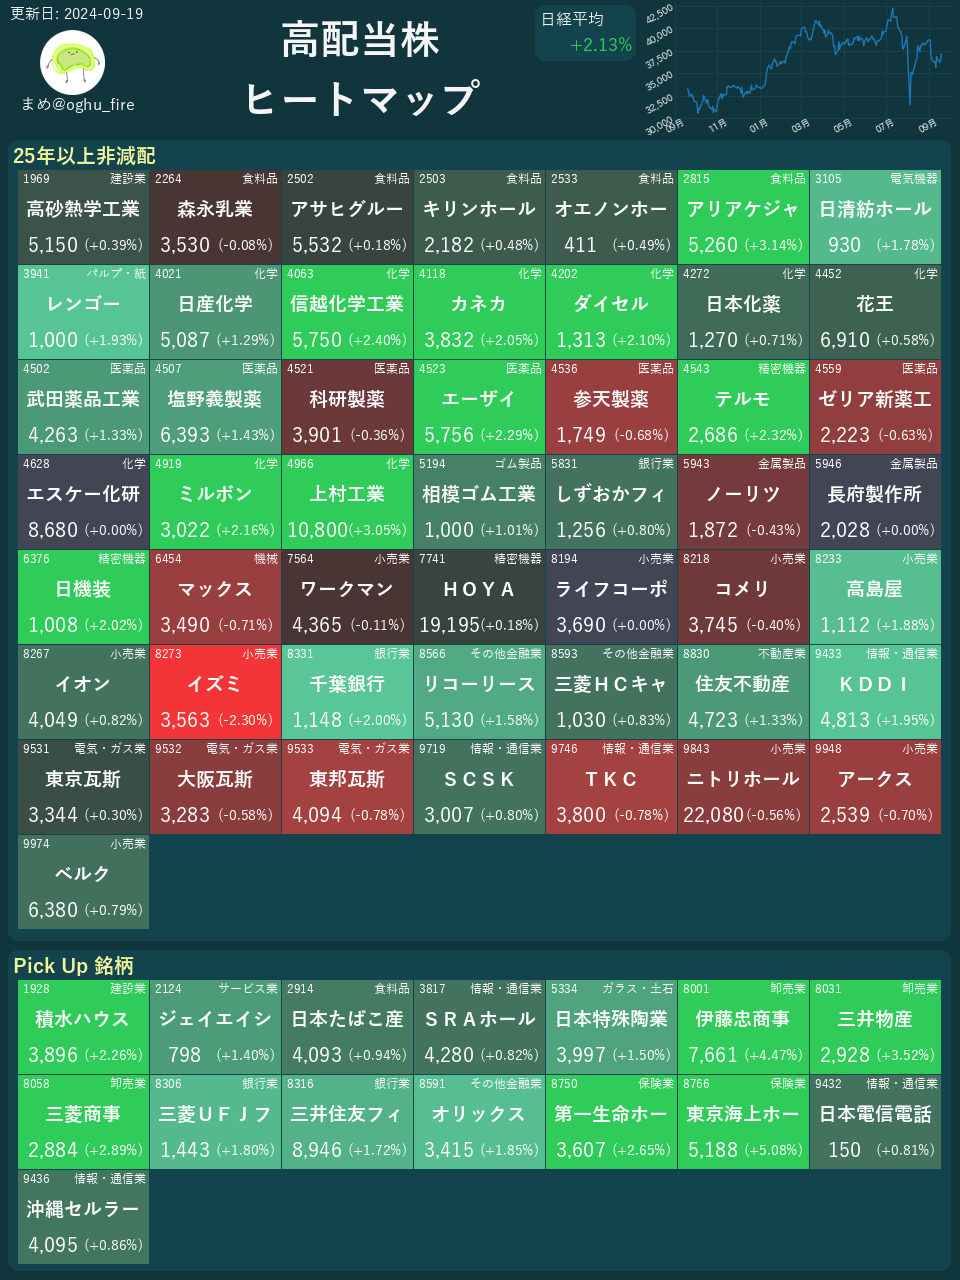 更新日: 2024-09-19
まめ@oghu_fire
高配当株
ヒートマップ
日経平均
+2.13%
42,500
40,000
37,500
35,000
32,500
30,000
09月 11月 01月 03月 05月 07月 09月
25年以上非減配
1969 建設業 2264 食料品 2502 食料品 2503 食料品 2533 食料品 2815 食料品 3105 電気機器
高砂熱学工業 森永乳業 アサヒグルー キリンホール オエノンホー アリアケジャ 日清紡ホール
5,150 (+0.39%) 3,530 (-0.08%) 5,532 (+0.18%) 2,182 (+0.48%) 411 (+0.49%) 5,260 (+3.14%) 930 (+1.78%)
3941 パルプ・紙 4021 化学 4063 化学 4118 化学 4202 化学 4272 化学 4452 化学
レンゴー 日産化学 信越化学工業 カネカ ダイセル 日本化薬 花王
1,000 (+1.93%) 5,087 (+1.29%) 5,750 (+2.40%) 3,832 (+2.05%) 1,313 (+2.10%) 1,270 (+0.71%) 6,910 (+0.58%)
4502 医薬品 4507 医薬品 4521 医薬品 4523 医薬品 4536 医薬品 4543 精密機器 4559 医薬品
武田薬品工業 塩野義製薬 科研製薬 エーザイ 参天製薬 テルモ ゼリア新薬工
4,263 (+1.33%) 6,393 (+1.43%) 3,901 (-0.36%) 5,756 (+2.29%) 1,749 (-0.68%) 2,686 (+2.32%) 2,223 (-0.63%)
4628 化学 4919 化学 4966 化学 5194 ゴム製品 5831 銀行業 5943 金属製品 5946 金属製品
エスケー化研 ミルボン 上村工業 相模ゴム工業 しずおかフィ ノーリツ 長府製作所
8,680 (+0.00%) 3,022 (+2.16%) 10,800(+3.05%) 1,000 (+1.01%) 1,256 (+0.80%) 1,872 (-0.43%) 2,028 (+0.00%)
6376 精密機器 6454 機械 7564 小売業 7741 精密機器 8194 小売業 8218 小売業 8233 小売業
日機装 マックス ワークマン ＨＯＹＡ ライフコーポ コメリ 高島屋
1,008 (+2.02%) 3,490 (-0.71%) 4,365 (-0.11%) 19,195(+0.18%) 3,690 (+0.00%) 3,745 (-0.40%) 1,112 (+1.88%)
8267 小売業 8273 小売業 8331 銀行業 8566 その他金融業 8593 その他金融業 8830 不動産業 9433 情報・通信業
イオン イズミ 千葉銀行 リコーリース 三菱ＨＣキャ 住友不動産 ＫＤＤＩ
4,049 (+0.82%) 3,563 (-2.30%) 1,148 (+2.00%) 5,130 (+1.58%) 1,030 (+0.83%) 4,723 (+1.33%) 4,813 (+1.95%)
9531 電気・ガス業 9532 電気・ガス業 9533 電気・ガス業 9719 情報・通信業 9746 情報・通信業 9843 小売業 9948 小売業
東京瓦斯 大阪瓦斯 東邦瓦斯 ＳＣＳＫ ＴＫＣ ニトリホール アークス
3,344 (+0.30%) 3,283 (-0.58%) 4,094 (-0.78%) 3,007 (+0.80%) 3,800 (-0.78%) 22,080(-0.56%) 2,539 (-0.70%)
9974 小売業
ベルク
6,380 (+0.79%)
Pick Up 銘柄
1928 建設業 2124 サービス業 2914 食料品 3817 情報・通信業 5334 ガラス・土石 8001 卸売業 8031 卸売業
積水ハウス ジェイエイシ 日本たばこ産 ＳＲＡホール 日本特殊陶業 伊藤忠商事 三井物産
3,896 (+2.26%) 798 (+1.40%) 4,093 (+0.94%) 4,280 (+0.82%) 3,997 (+1.50%) 7,661 (+4.47%) 2,928 (+3.52%)
8058 卸売業 8306 銀行業 8316 銀行業 8591 その他金融業 8750 保険業 8766 保険業 9432 情報・通信業
三菱商事 三菱ＵＦＪフ 三井住友フィ オリックス 第一生命ホー 東京海上ホー 日本電信電話
2,884 (+2.89%) 1,443 (+1.80%) 8,946 (+1.72%) 3,415 (+1.85%) 3,607 (+2.65%) 5,188 (+5.08%) 150 (+0.81%)
9436 情報・通信業
沖縄セルラー
4,095 (+0.86%)